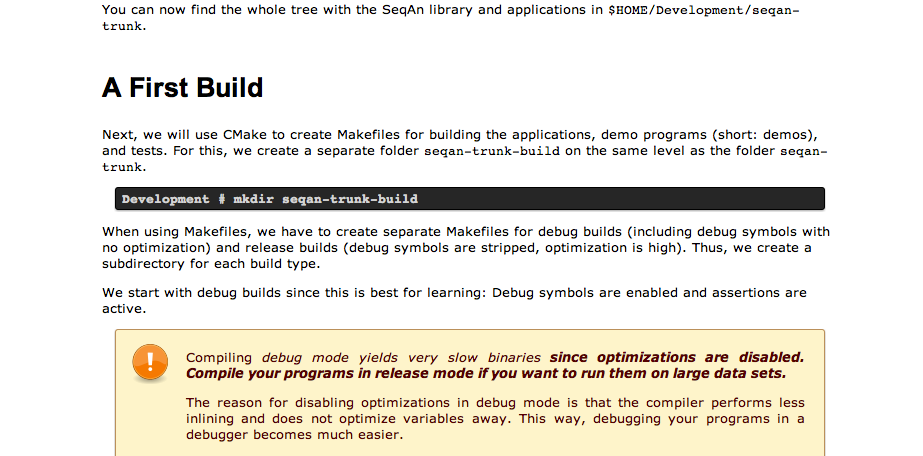 You can now find the whole tree with the SeqAn library and applications in $HOME/Development/seqan-
trunk.
A First Build
Next, we will use CMake to create Makefiles for building the applications, demo programs (short: demos),
and tests. For this, we create a separate folder seqan-trunk-build on the same level as the folder seqan-
trunk.
Development # mkdir seqan-trunk-build
When using Makefiles, we have to create separate Makefiles for debug builds (including debug symbols with
no optimization) and release builds (debug symbols are stripped, optimization is high). Thus, we create a
subdirectory for each build type.
We start with debug builds since this is best for learning: Debug symbols are enabled and assertions are
active.
Compiling debug mode yields very slow binaries since optimizations are disabled.
Compile your programs in release mode if you want to run them on large data sets.
The reason for disabling optimizations in debug mode is that the compiler performs less
inlining and does not optimize variables away. This way, debugging your programs in a
debugger becomes much easier.